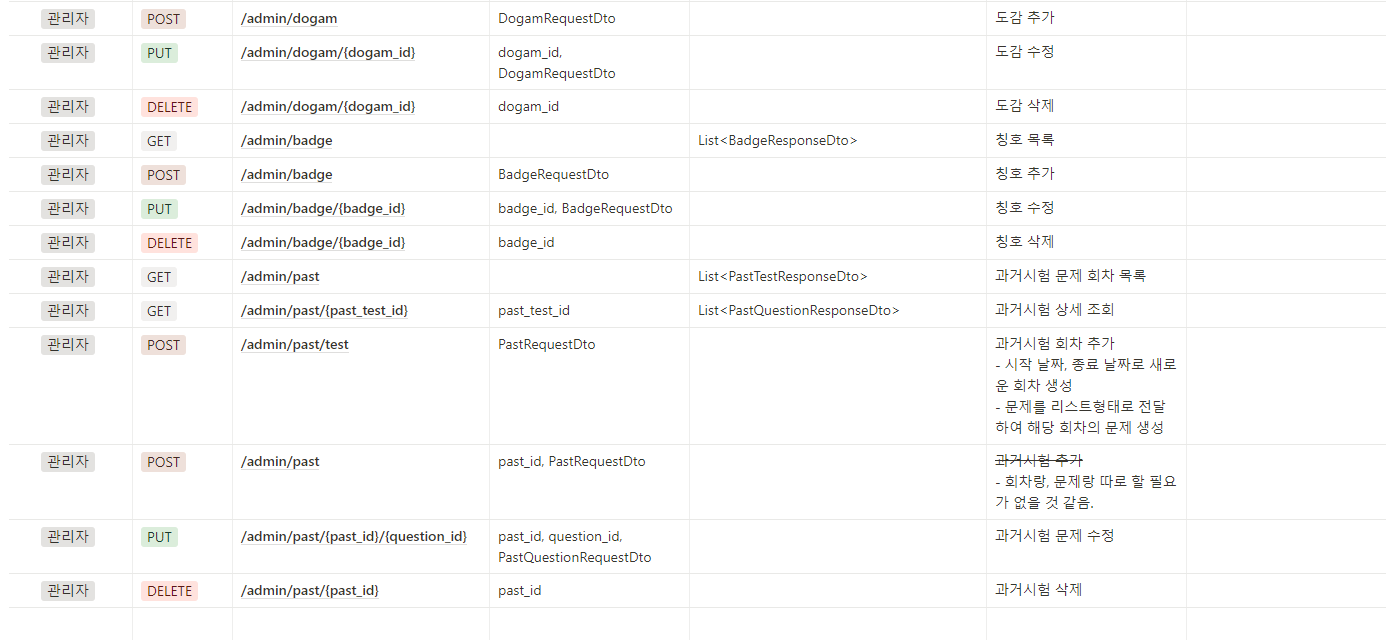 관리자 POST /admin/dogam DogamRequestDto 도감 추가
관리자 PUT /admin/dogam/{dogam_id} dogam_id, 도감 수정
DogamRequestDto
관리자 DELETE /admin/dogam/{dogam_id} dogam_id 도감 삭제
관리자 GET /admin/badge List<BadgeResponseDto> 칭호 목록
관리자 POST /admin/badge BadgeRequestDto 칭호 추가
관리자 PUT /admin/badge/{badge_id} badge_id, BadgeRequestDto 칭호 수정
관리자 DELETE /admin/badge/{badge_id} badge_id 칭호 삭제
관리자 GET /admin/past List<PastTestResponseDto> 과거시험 문제 회차 목록
관리자 GET /admin/past/{past_test_id} past_test_id List<PastQuestionResponseDto> 과거시험 상세 조회
관리자 POST /admin/past/test PastRequestDto 과거시험 회차 추가
- 시작 날짜, 종료 날짜로 새로
운 회차 생성
- 문제를 리스트형태로 전달
하여 해당 회차의 문제 생성
관리자 POST /admin/past past_id, PastRequestDto 과거시험 추가
- 회차랑, 문제랑 따로 할 필요
가 없을 것 같음.
관리자 PUT /admin/past/{past_id}/{question_id} past_id, question_id, 과거시험 문제 수정
PastQuestionRequestDto
관리자 DELETE /admin/past/{past_id} past_id 과거시험 삭제